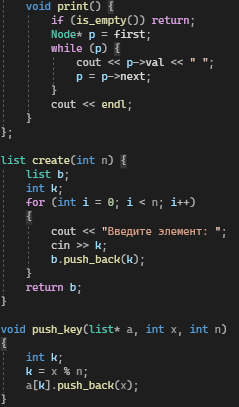 void print() {
if (is_empty()) return;
Node* p = first;
while (p) {
cout << p->val << " ";
p = p->next;
}
cout << endl;
}
};
list create(int n) {
list b;
int k;
for (int i = 0; i < n; i++)
{
cout << "Введите элемент: ";
cin >> k;
b.push_back(k);
}
return b;
}
void push_key(list* a, int x, int n)
{
int k;
k = x % n;
a[k].push_back(x);
}